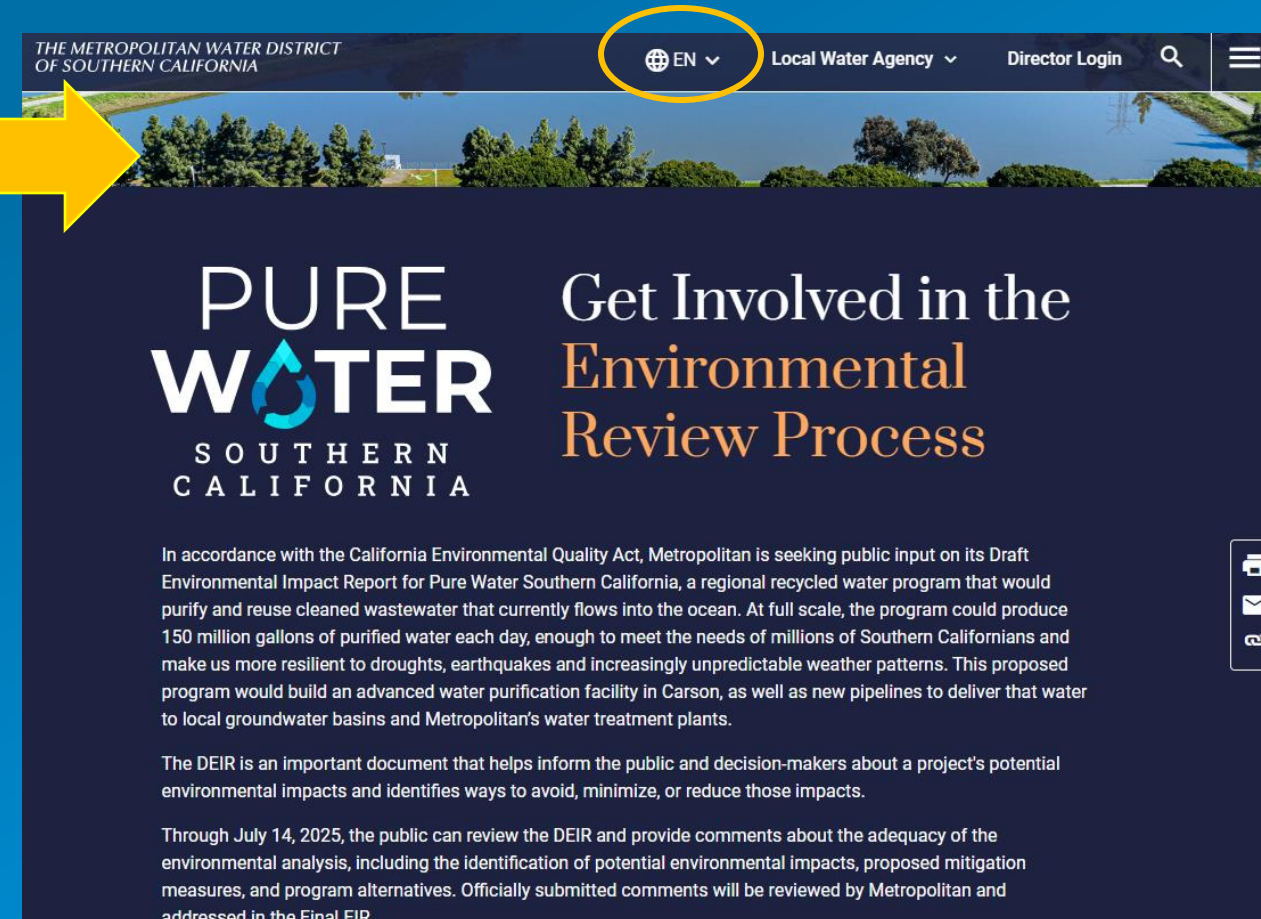 THE METROPOLITAN WATER DISTRICT
OF SOUTHERN CALIFORNIA
EN
Local Water Agency
Director Login
PURE
WATER
SOUTHERN
CALIFORNIA
Get Involved in the
Environmental
Review Process
In accordance with the California Environmental Quality Act, Metropolitan is seeking public input on its Draft
Environmental Impact Report for Pure Water Southern California, a regional recycled water program that would
purify and reuse cleaned wastewater that currently flows into the ocean. At full scale, the program could produce
150 million gallons of purified water each day, enough to meet the needs of millions of Southern Californians and
make us more resilient to droughts, earthquakes and increasingly unpredictable weather patterns. This proposed
program would build an advanced water purification facility in Carson, as well as new pipelines to deliver that water
to local groundwater basins and Metropolitan's water treatment plants.
The DEIR is an important document that helps inform the public and decision-makers about a project's potential
environmental impacts and identifies ways to avoid, minimize, or reduce those impacts.
Through July 14, 2025, the public can review the DEIR and provide comments about the adequacy of the
environmental analysis, including the identification of potential environmental impacts, proposed mitigation
measures, and program alternatives. Officially submitted comments will be reviewed by Metropolitan and
addressed in the Final EIR.